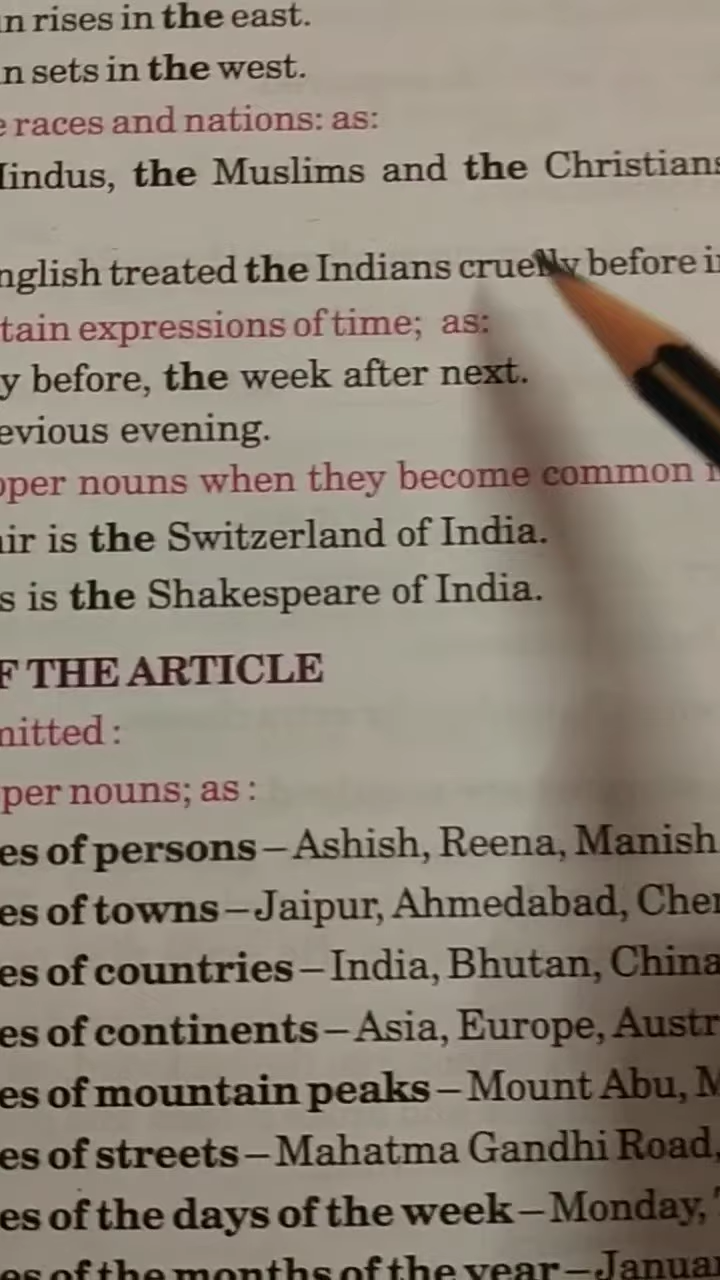 n rises in the east.
n sets in the west.
races and nations: as:
Hindus, the Muslims and the Christians
nglish treated the Indians cruelly before
tain expressions of time; as:
y before, the week after next.
evious evening.
per nouns when they become common
ir is the Switzerland of India.
s is the Shakespeare of India.
F THE ARTICLE
mitted :
per nouns; as :
es of persons – Ashish, Reena, Manish
es of towns – Jaipur, Ahmedabad, Chen
es of countries – India, Bhutan, China
es of continents – Asia, Europe, Austr
es of mountain peaks – Mount Abu, M
es of streets – Mahatma Gandhi Road,
es of the days of the week – Monday,
es of the months of the year – Januar